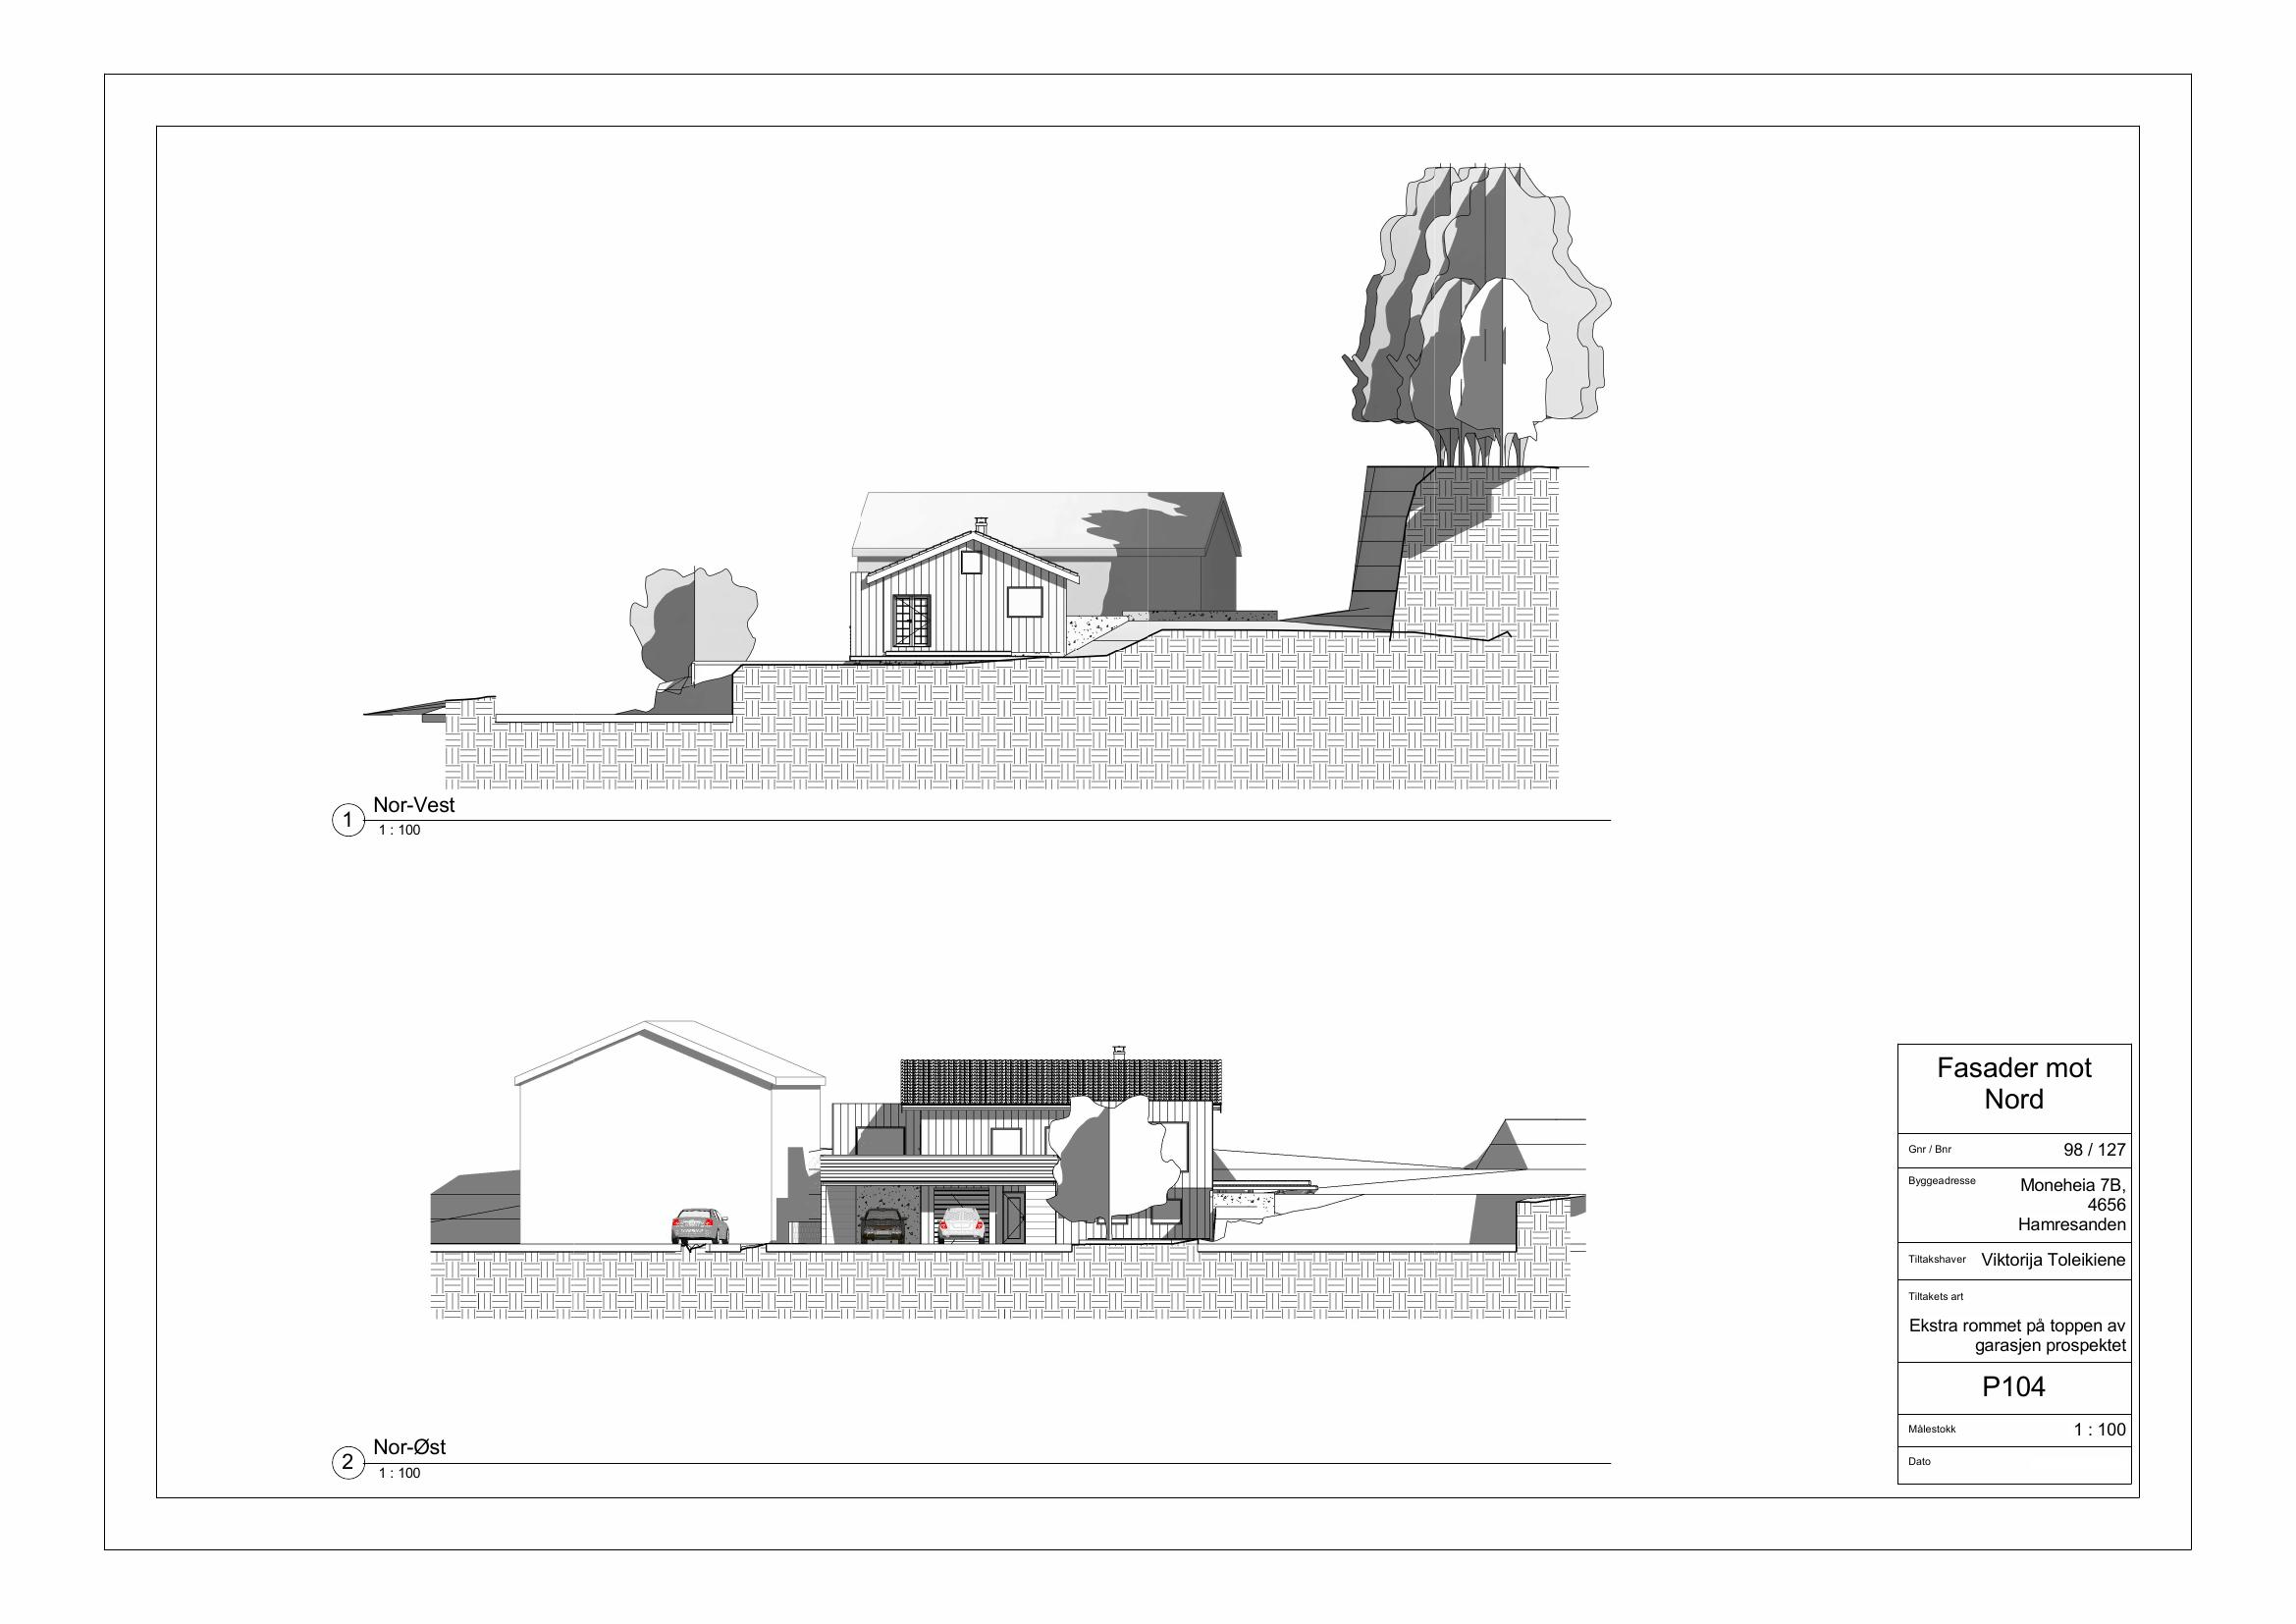 1
Nor-Vest
1 : 100
2
Nor-Øst
1 : 100
Fasader mot
Nord
Gnr / Bnr 98 / 127
Byggeadresse Moneheia 7B,
4656
Hamresanden
Tiltakshaver Viktorija Toleikiene
Tiltakets art
Ekstra rommet på toppen av
garasjen prospektet
P104
Målestokk 1 : 100
Dato